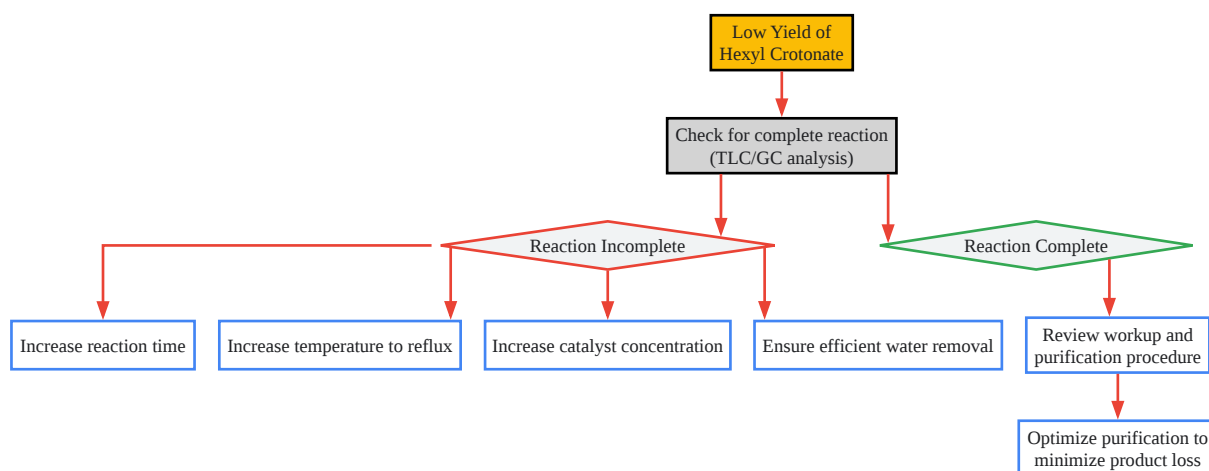 Low Yield of
Hexyl Crotonate
Check for complete reaction
(TLC/GC analysis)
Reaction Incomplete
Reaction Complete
Increase reaction time
Increase temperature to reflux
Increase catalyst concentration
Ensure efficient water removal
Review workup and
purification procedure
Optimize purification to
minimize product loss